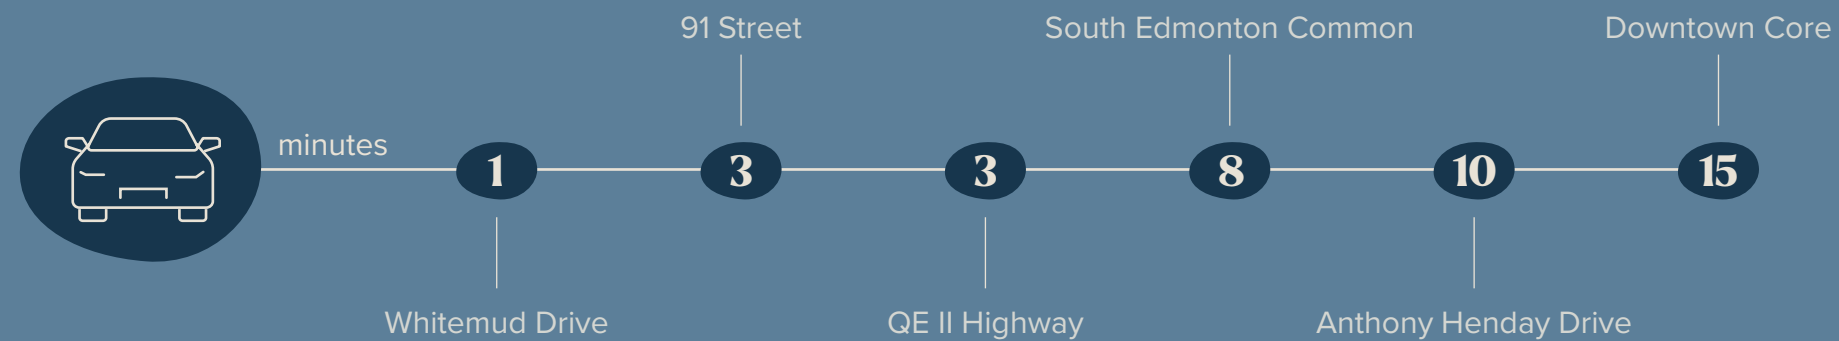 91 Street
South Edmonton Common
Downtown Core
minutes
1
3
3
8
10
15
Whitemud Drive
QE II Highway
Anthony Henday Drive